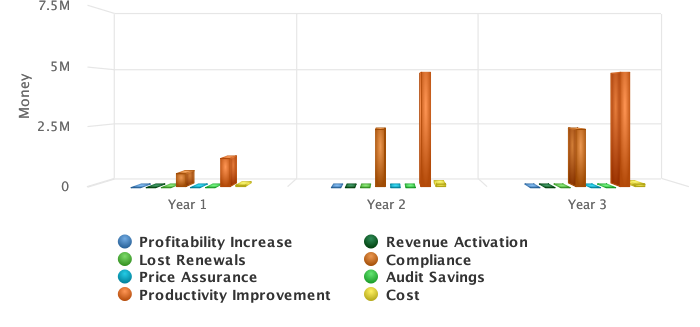 7.5M
5M
Money
2.5M
0
Year 1
Year 2
Year 3
Profitability Increase
Revenue Activation
Lost Renewals
Compliance
Price Assurance
Audit Savings
Productivity Improvement
Cost